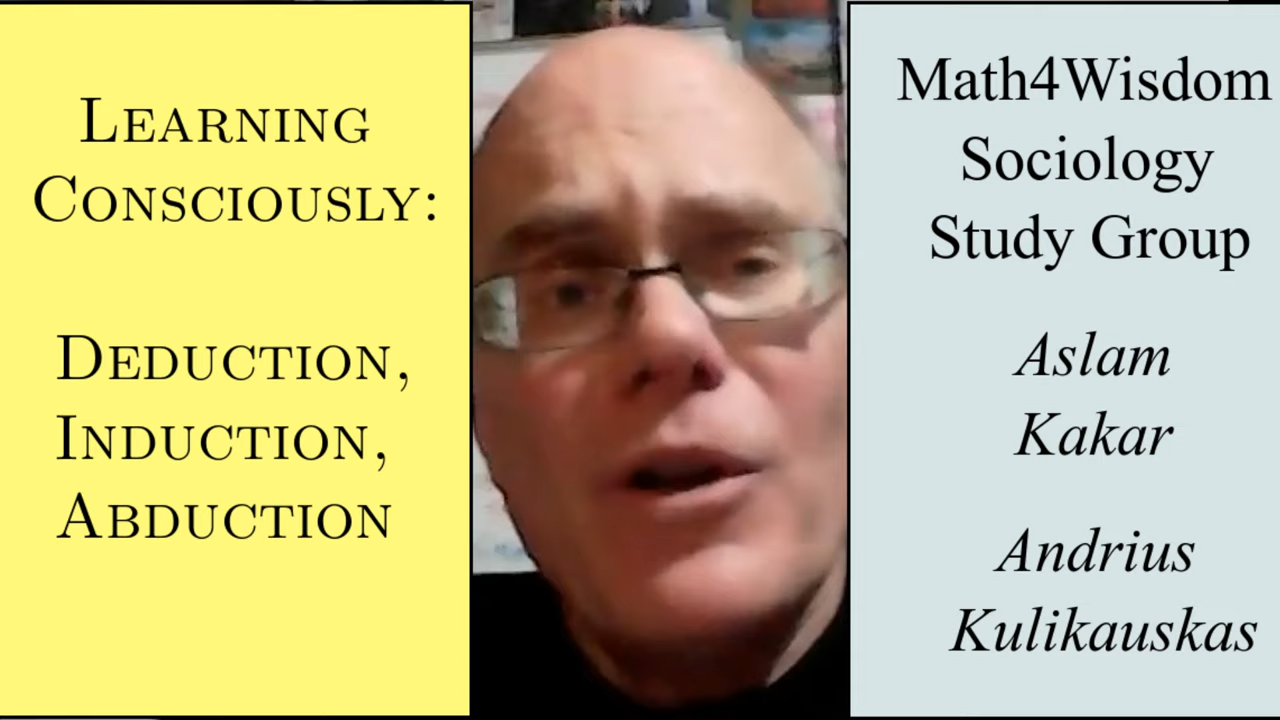 Learning
Consciously:
Deduction,
Induction,
Abduction
Math4Wisdom
Sociology
Study Group
Aslam
Kakar
Andrius
Kulikauskas